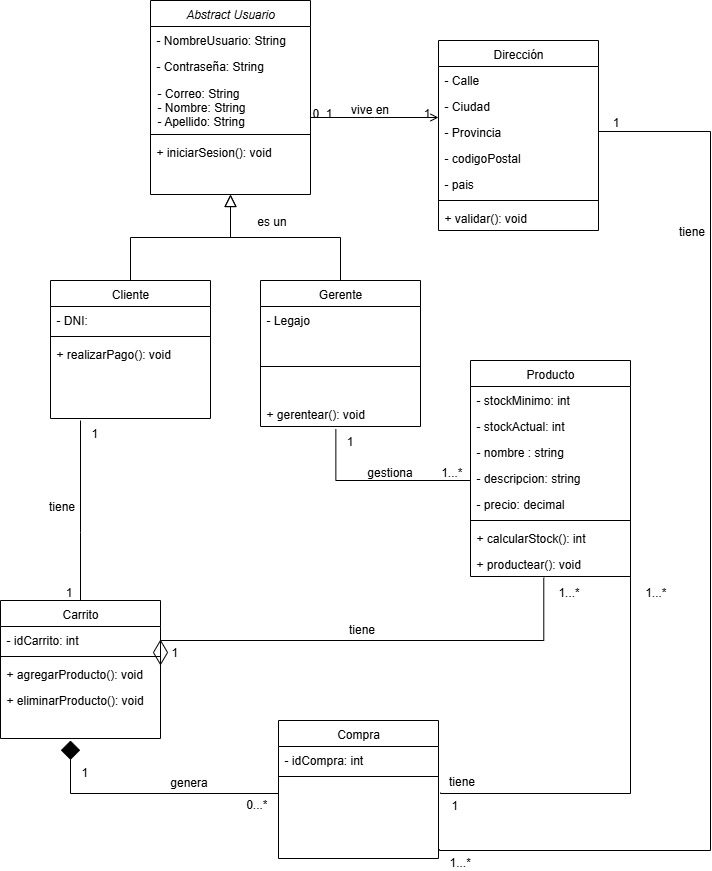 Abstract Usuario
- NombreUsuario: String
- Contraseña: String
- Correo: String
- Nombre: String
- Apellido: String
+ iniciarSesion(): void
0..1
vive en
1
Dirección
- Calle
- Ciudad
- Provincia
- codigoPostal
- pais
+ validar(): void
1
tiene
es un
Cliente
- DNI:
+ realizarPago(): void
1
Gerente
- Legajo
+ gerentear(): void
1
gestiona
1...*
Producto
- stockMinimo: int
- stockActual: int
- nombre : string
- descripcion: string
- precio: decimal
+ calcularStock(): int
+ productear(): void
1...*
1...*
tiene
1
Carrito
- idCarrito: int
+ agregarProducto(): void
+ eliminarProducto(): void
1
tiene
1
genera
0...*
Compra
- idCompra: int
tiene
1
1...*